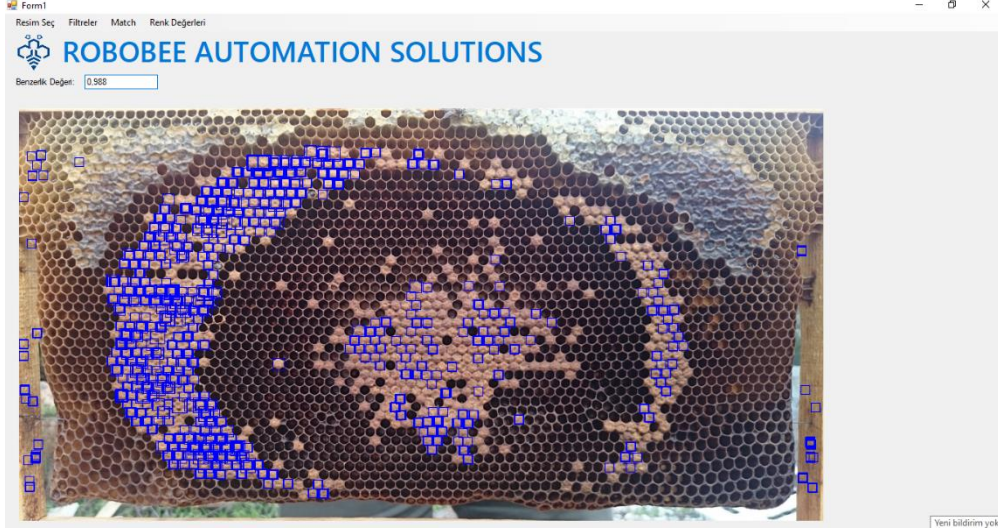 Form1
Resim Seç Filtreler Match Renk Değerleri
ROBOBEE AUTOMATION SOLUTIONS
Benzerlik Değeri: 0.988
Yeni bildirim yok